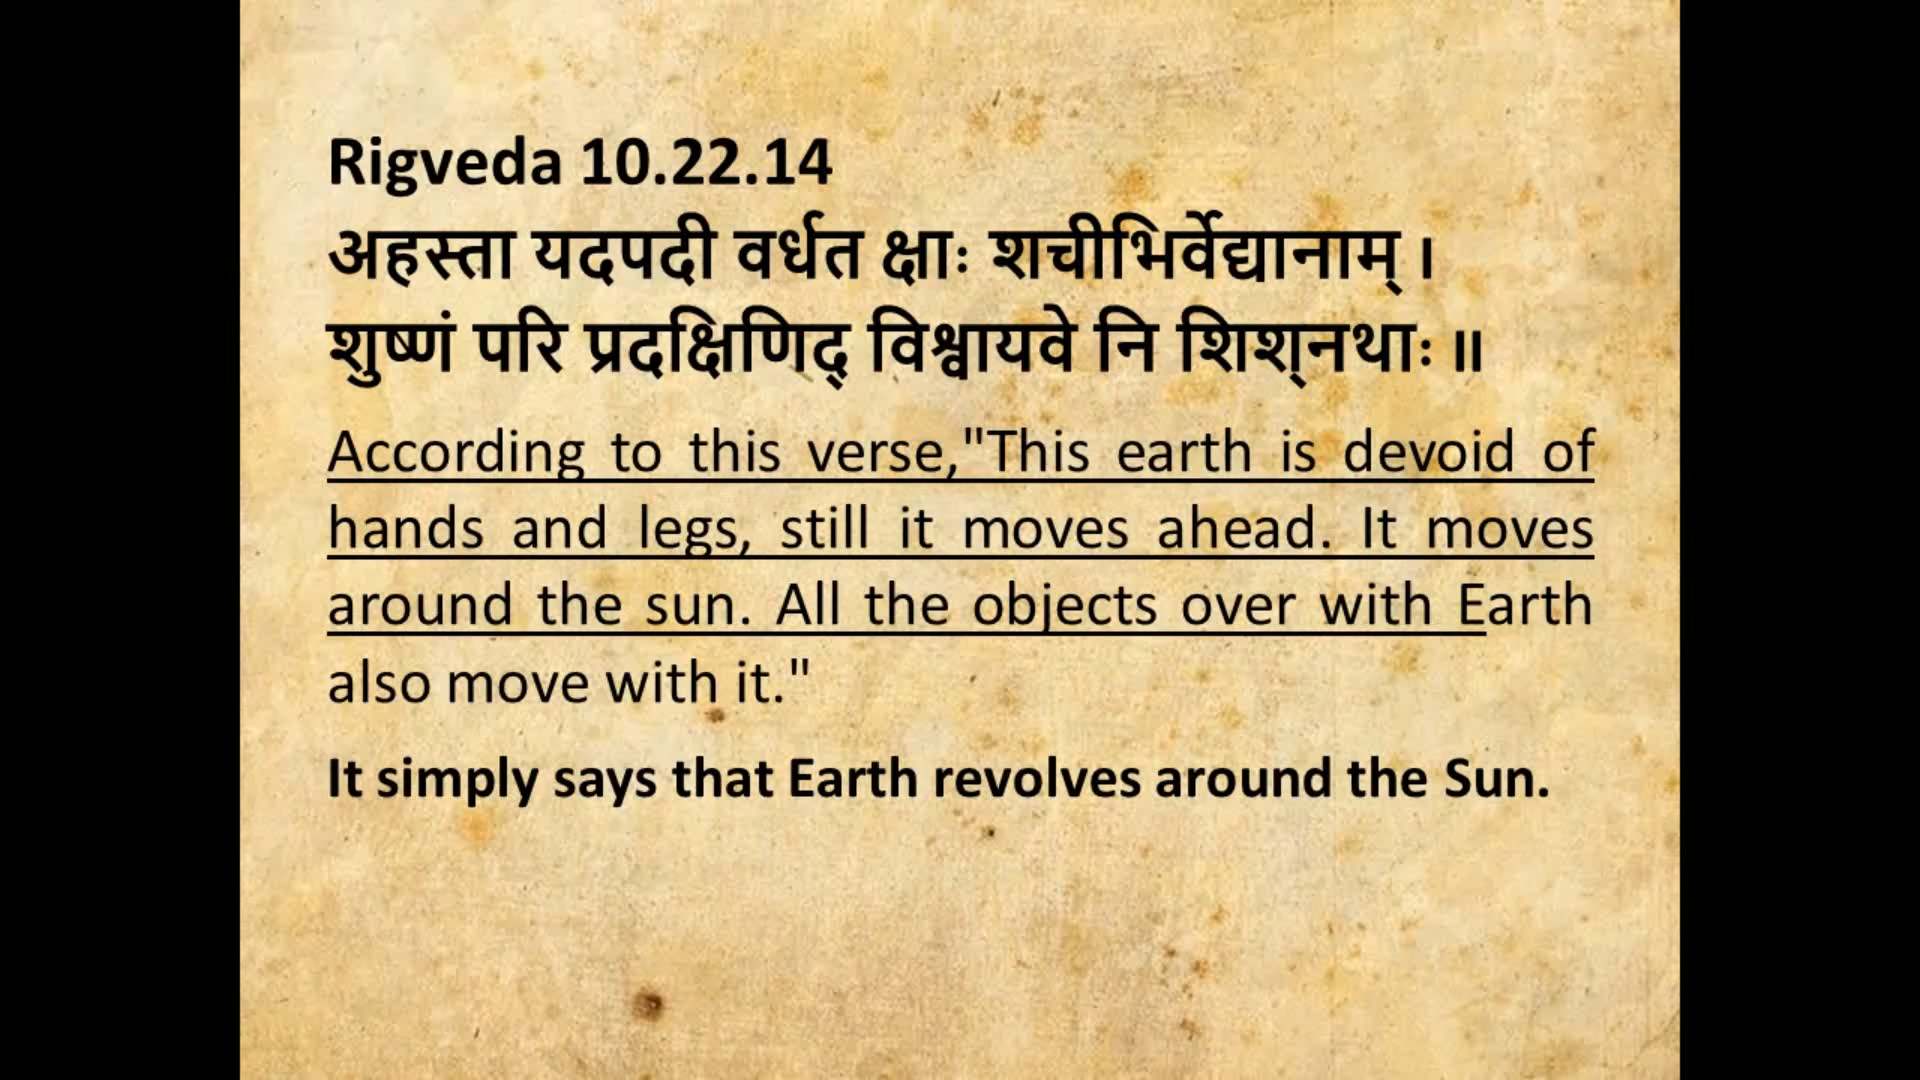 Rigveda 10.22.14
अहस्ता यदपदी वर्धत क्षाः शचीभिर्वेद्यानाम् ।
शुष्णं परि प्रदक्षिणिद् विश्वायवे नि शिश्नथाः ॥
According to this verse,"This earth is devoid of
hands and legs, still it moves ahead. It moves
around the sun. All the objects over with Earth
also move with it."
It simply says that Earth revolves around the Sun.